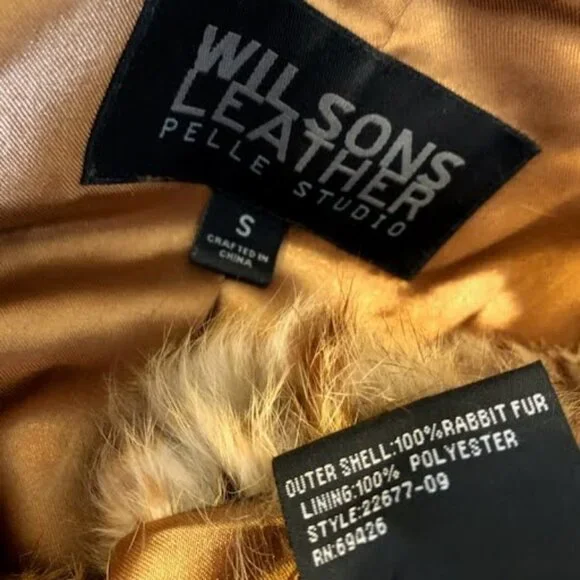 WILSONS
LEATHER
PELLE STUDIO
S
CRAFTED IN
CHINA
OUTER SHELL:100%RABBIT FUR
LINING:100% POLYESTER
STYLE:22677-09
RN:69426